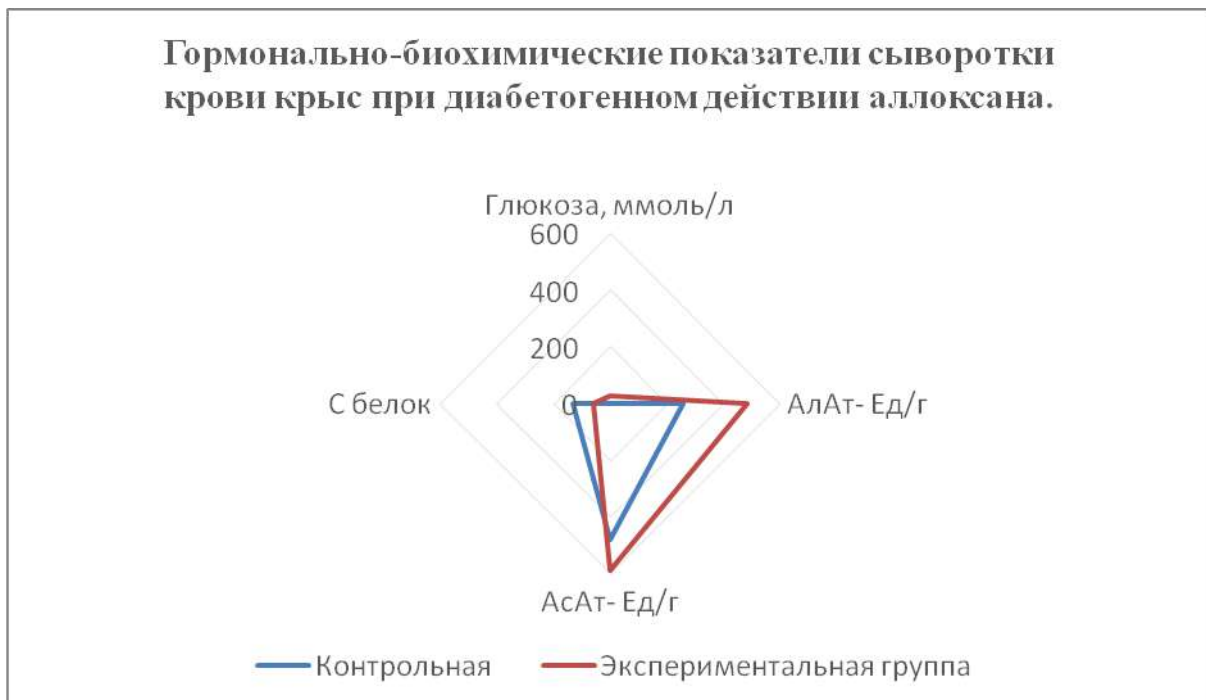 Гормонально-биохимические показатели сыворотки
крови крыс при диабетогенном действии аллоксана.
Глюкоза, ммоль/л
600
400
200
0
С белок
АлАт- Ед/г
АсАт- Ед/г
Контрольная
Экспериментальная группа